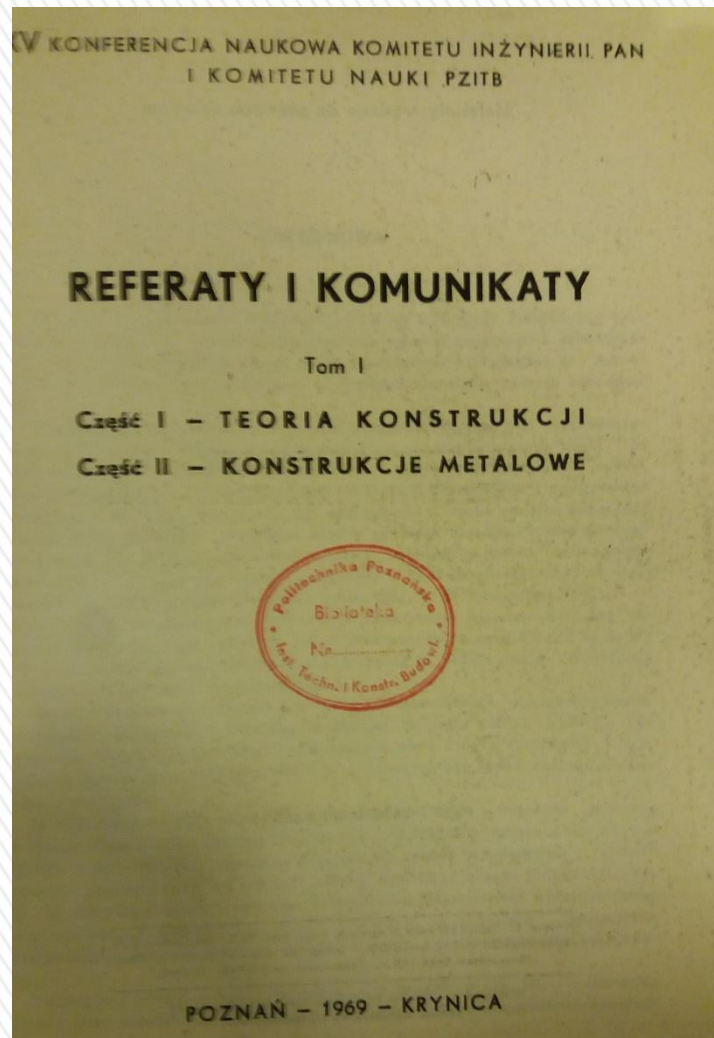 XV KONFERENCJA NAUKOWA KOMITETU INŻYNIERII PAN
I KOMITETU NAUKI PZITB
REFERATY I KOMUNIKATY
Tom I
Część I – TEORIA KONSTRUKCJI
Część II – KONSTRUKCJE METALOWE
Politechnika Poznańska
Biblioteka
Nr
Inst. Techn. i Konstr. Budowl.
POZNAŃ – 1969 – KRYNICA